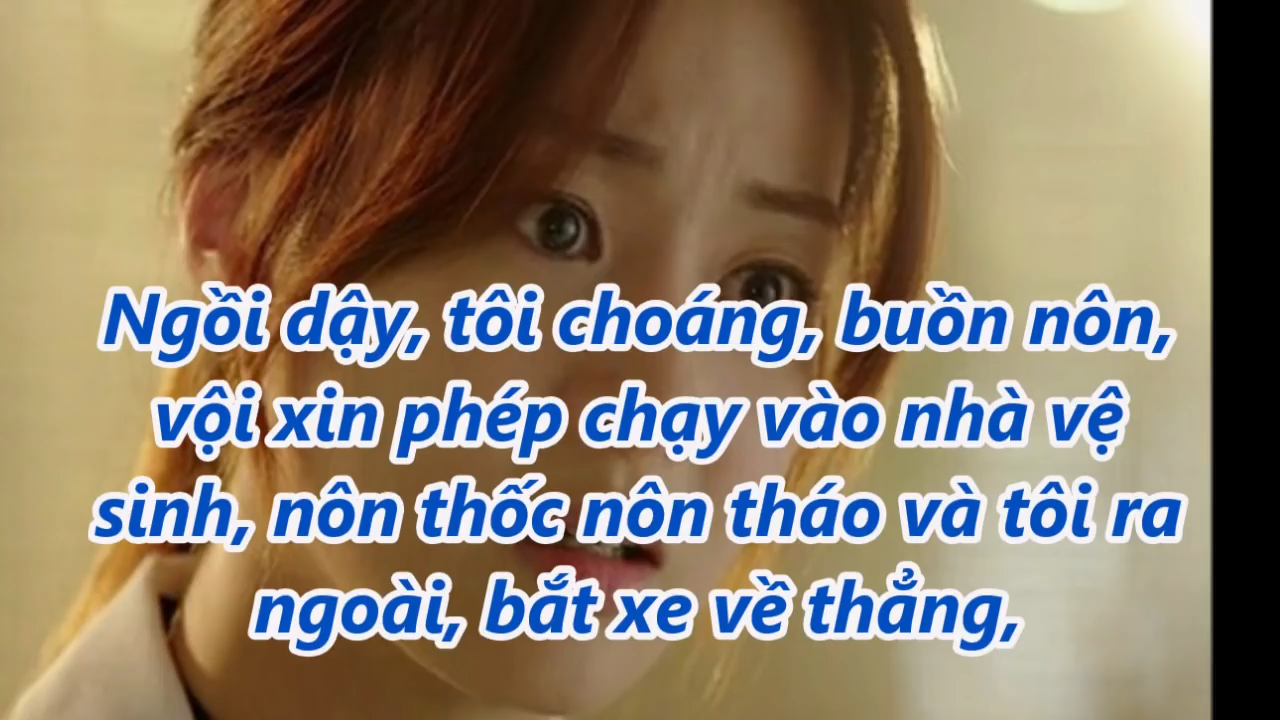 Ngồi dậy, tôi choáng, buồn nôn,
vội xin phép chạy vào nhà vệ
sinh, nôn thốc nôn tháo và tôi ra
ngoài, bắt xe về thẳng,